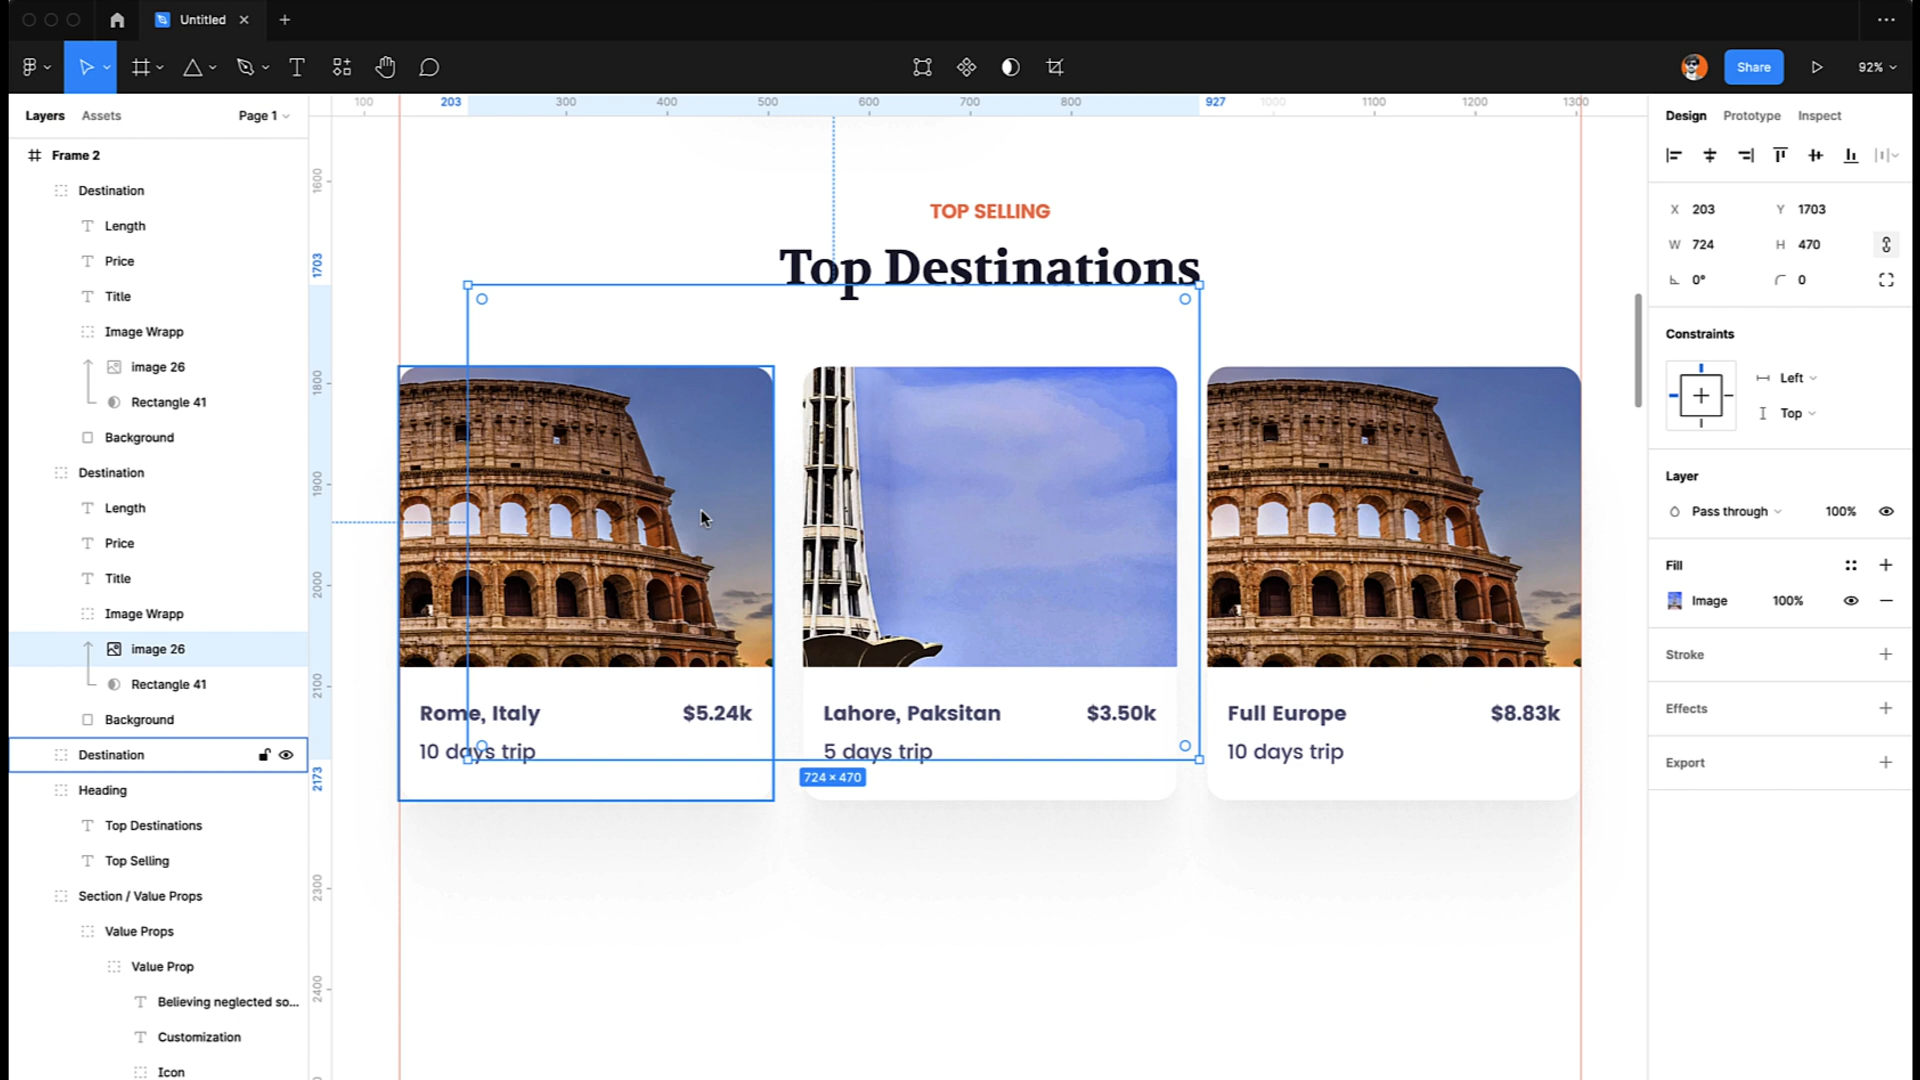 Untitled
Share
92%
Layers
Assets
Page 1
Frame 2
Destination
Length
Price
Title
Image Wrapp
image 26
Rectangle 41
Background
Destination
Length
Price
Title
Image Wrapp
image 26
Rectangle 41
Background
Destination
Heading
Top Destinations
Top Selling
Section / Value Props
Value Props
Value Prop
Believing neglected so...
Customization
Icon
100 203 300 400 500 600 700 800 927 1000 1100 1200 1300
1600
1703
1800
1900
2000
2100
2173
2300
2400
TOP SELLING
Top Destinations
Rome, Italy $5.24k
10 days trip
Lahore, Paksitan $3.50k
5 days trip
724 × 470
Full Europe $8.83k
10 days trip
Design Prototype Inspect
X 203 Y 1703
W 724 H 470
0° 0
Constraints
Left
Top
Layer
Pass through 100%
Fill
Image 100%
Stroke
Effects
Export